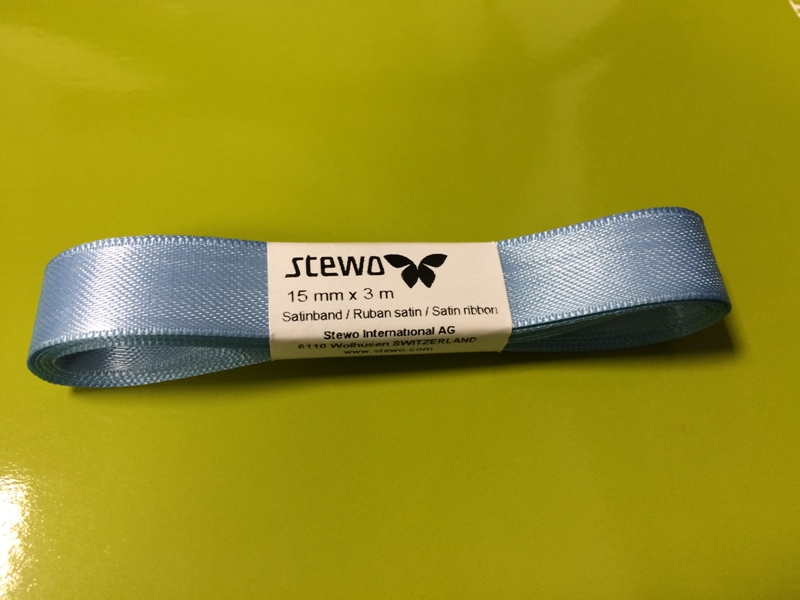 stewo
15 mm x 3 m
Satinband / Ruban satin / Satin ribbon
Stewo International AG
6110 Wolhusen SWITZERLAND
www.stewo.com